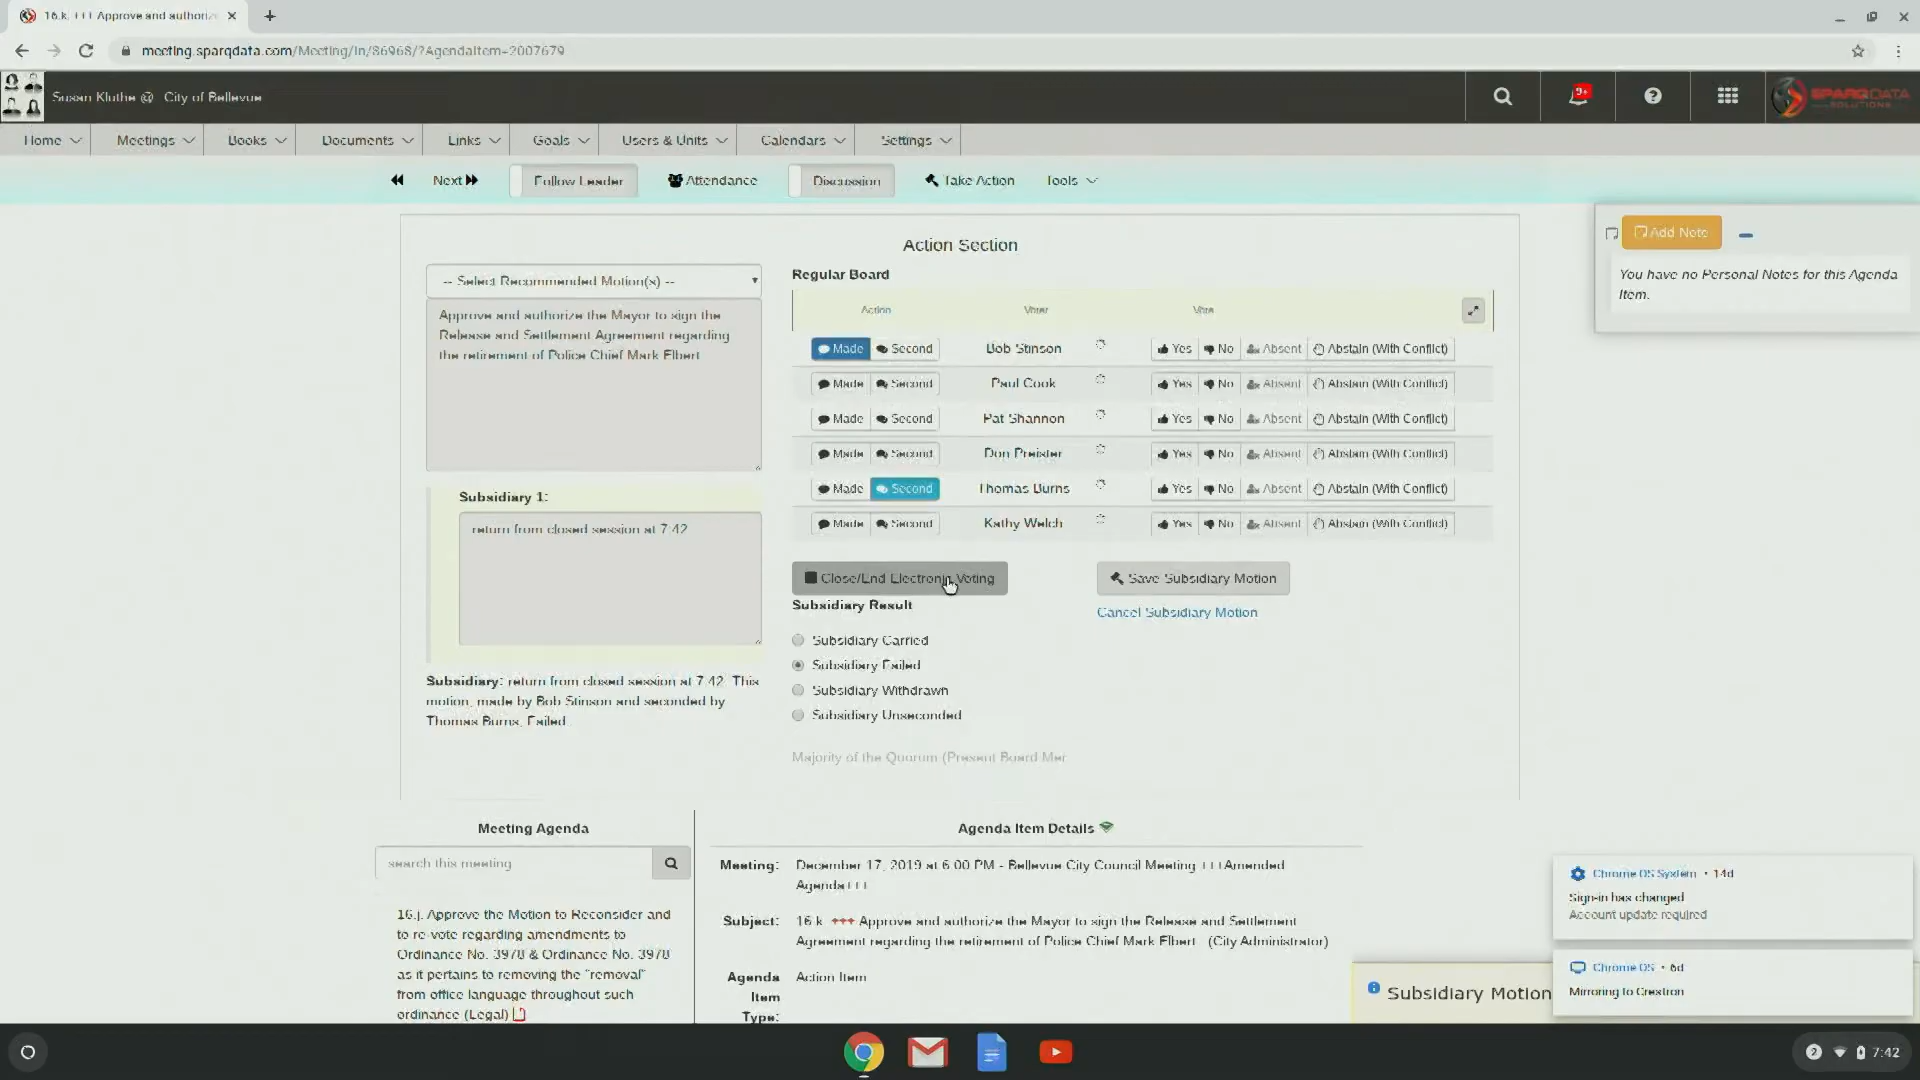 16.k. +++ Approve and authoriz
meeting.sparqdata.com/Meeting/In/86968/?AgendaItem=2007679
Susan Kluthe @ City of Bellevue
9+
SPARQDATA
SOLUTIONS
Home Meetings Books Documents Links Goals Users & Units Calendars Settings
Next Follow Leader Attendance Discussion Take Action Tools
Add Note
You have no Personal Notes for this Agenda
Item.
Action Section
-- Select Recommended Motion(s) --
Approve and authorize the Mayor to sign the
Release and Settlement Agreement regarding
the retirement of Police Chief Mark Elbert
Subsidiary 1:
return from closed session at 7:42
Subsidiary: return from closed session at 7:42 This
motion, made by Bob Stinson and seconded by
Thomas Burns, Failed.
Regular Board
Action Voter Vote
Made Second Bob Stinson Yes No Absent Abstain (With Conflict)
Made Second Paul Cook Yes No Absent Abstain (With Conflict)
Made Second Pat Shannon Yes No Absent Abstain (With Conflict)
Made Second Don Preister Yes No Absent Abstain (With Conflict)
Made Second Thomas Burns Yes No Absent Abstain (With Conflict)
Made Second Kathy Welch Yes No Absent Abstain (With Conflict)
Close/End Electronic Voting
Save Subsidiary Motion
Cancel Subsidiary Motion
Subsidiary Result
Subsidiary Carried
Subsidiary Failed
Subsidiary Withdrawn
Subsidiary Unseconded
Majority of the Quorum (Present Board Mer
Meeting Agenda
search this meeting
16.j. Approve the Motion to Reconsider and
to re-vote regarding amendments to
Ordinance No. 3978 & Ordinance No. 3978
as it pertains to removing the "removal"
from office language throughout such
ordinance (Legal)
Agenda Item Details
Meeting: December 17, 2019 at 6:00 PM - Bellevue City Council Meeting +++Amended
Agenda+++
Subject: 16.k. +++ Approve and authorize the Mayor to sign the Release and Settlement
Agreement regarding the retirement of Police Chief Mark Elbert (City Administrator)
Agenda Action Item
Item
Type:
Subsidiary Motion
Chrome OS System • 14d
Sign-in has changed
Account update required
Chrome OS • 6d
Mirroring to Crestron
2 7:42